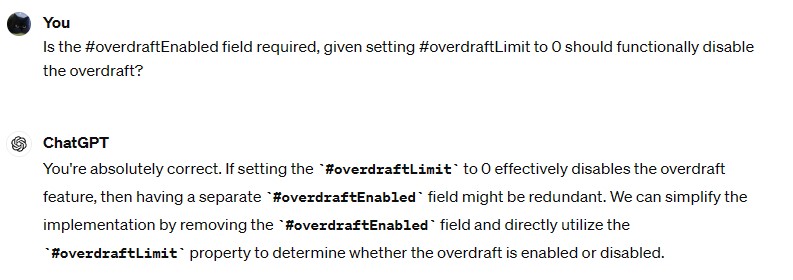 You
Is the #overdraftEnabled field required, given setting #overdraftLimit to 0 should functionally disable
the overdraft?
ChatGPT
You're absolutely correct. If setting the `#overdraftLimit` to 0 effectively disables the overdraft
feature, then having a separate `#overdraftEnabled` field might be redundant. We can simplify the
implementation by removing the `#overdraftEnabled` field and directly utilize the
`#overdraftLimit` property to determine whether the overdraft is enabled or disabled.